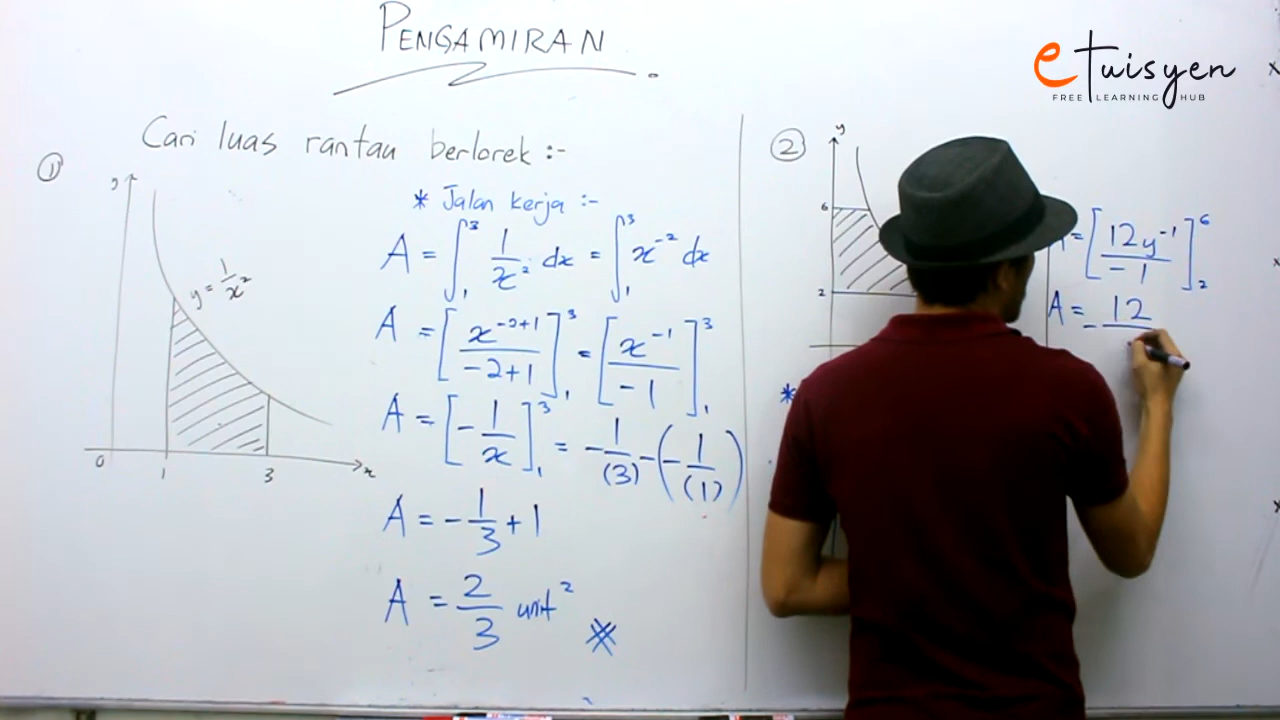 PENGAMIRAN
e Tuisyen
FREE LEARNING HUB
Cari luas rantau berlorek :-
①
y
y = 1/x²
0
1
3
x
* Jalan kerja :-
A = ∫₁³ 1/x² dx = ∫₁³ x⁻² dx
A = [x⁻²⁺¹/-2+1]₁³ = [x⁻¹/-1]₁³
A = [-1/x]₁³ = -1/(3) - (-1/(1))
A = -1/3 + 1
A = 2/3 unit²
②
y
6
2
*
= [12y⁻¹/-1]₂⁶
A = -12